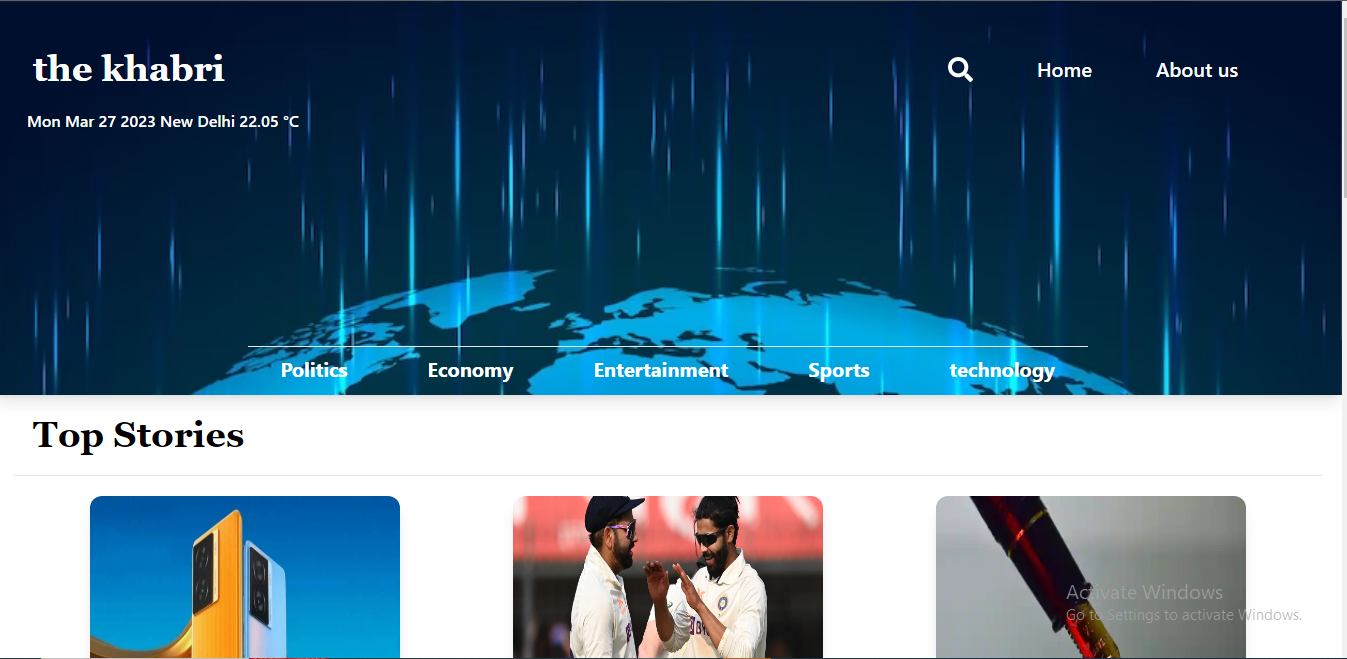 the khabri
Home
About us
Mon Mar 27 2023 New Delhi 22.05 °C
Politics
Economy
Entertainment
Sports
technology
Top Stories
Activate Windows
Go to Settings to activate Windows.